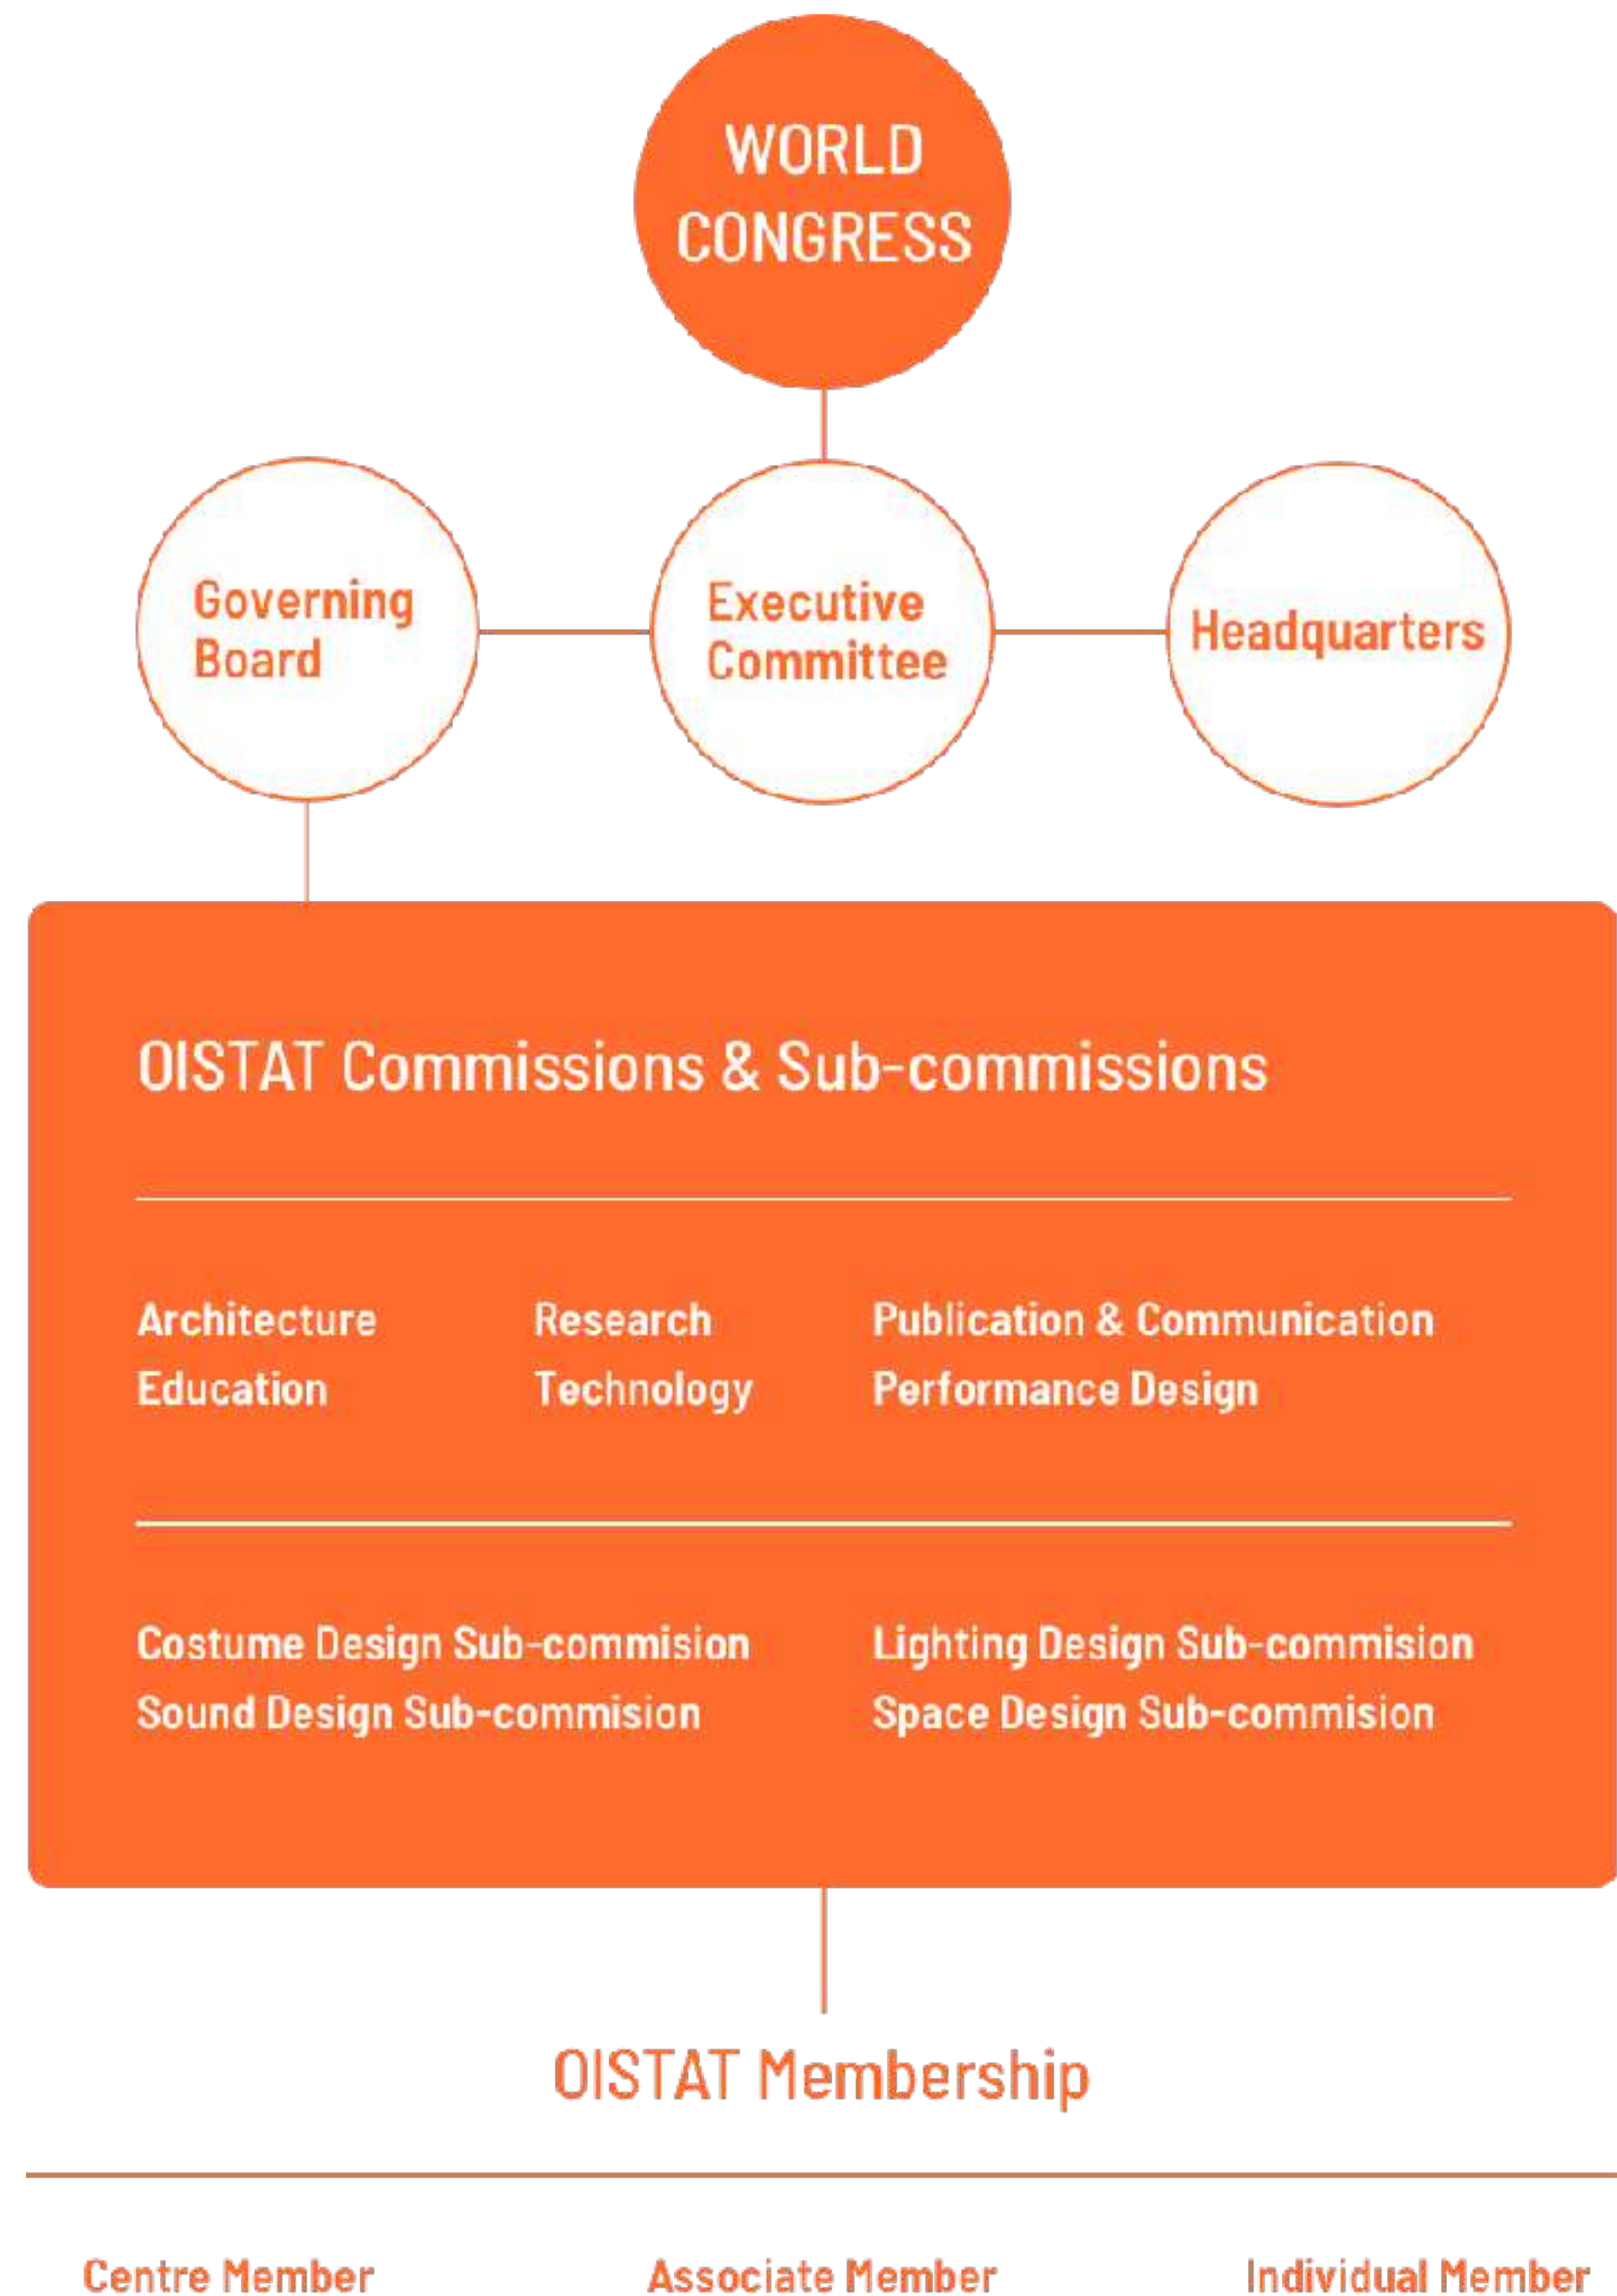 WORLD
CONGRESS
Governing
Board
Executive
Committee
Headquarters
OISTAT Commissions & Sub-commissions
Architecture
Research
Publication & Communication
Education
Technology
Performance Design
Costume Design Sub-commision
Lighting Design Sub-commision
Sound Design Sub-commision
Space Design Sub-commision
OISTAT Membership
Centre Member
Associate Member
Individual Member